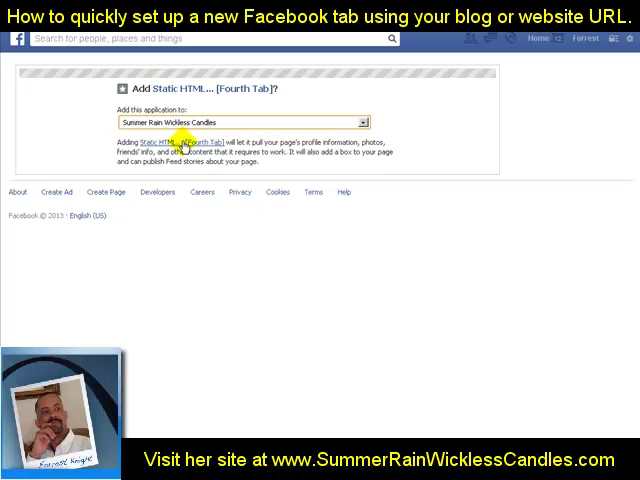 How to quickly set up a new Facebook tab using your blog or website URL.
f Search for people, places and things Home 12 Forrest
Add Static HTML... [Fourth Tab]?
Add this application to:
Summer Rain Wickless Candles
Adding Static HTML... [Fourth Tab] will let it pull your page's profile information, photos,
friends' info, and other content that it requires to work. It will also add a box to your page
and can publish Feed stories about your page.
About Create Ad Create Page Developers Careers Privacy Cookies Terms Help
Facebook © 2013 · English (US)
Forrest Knight
Visit her site at www.SummerRainWicklessCandles.com